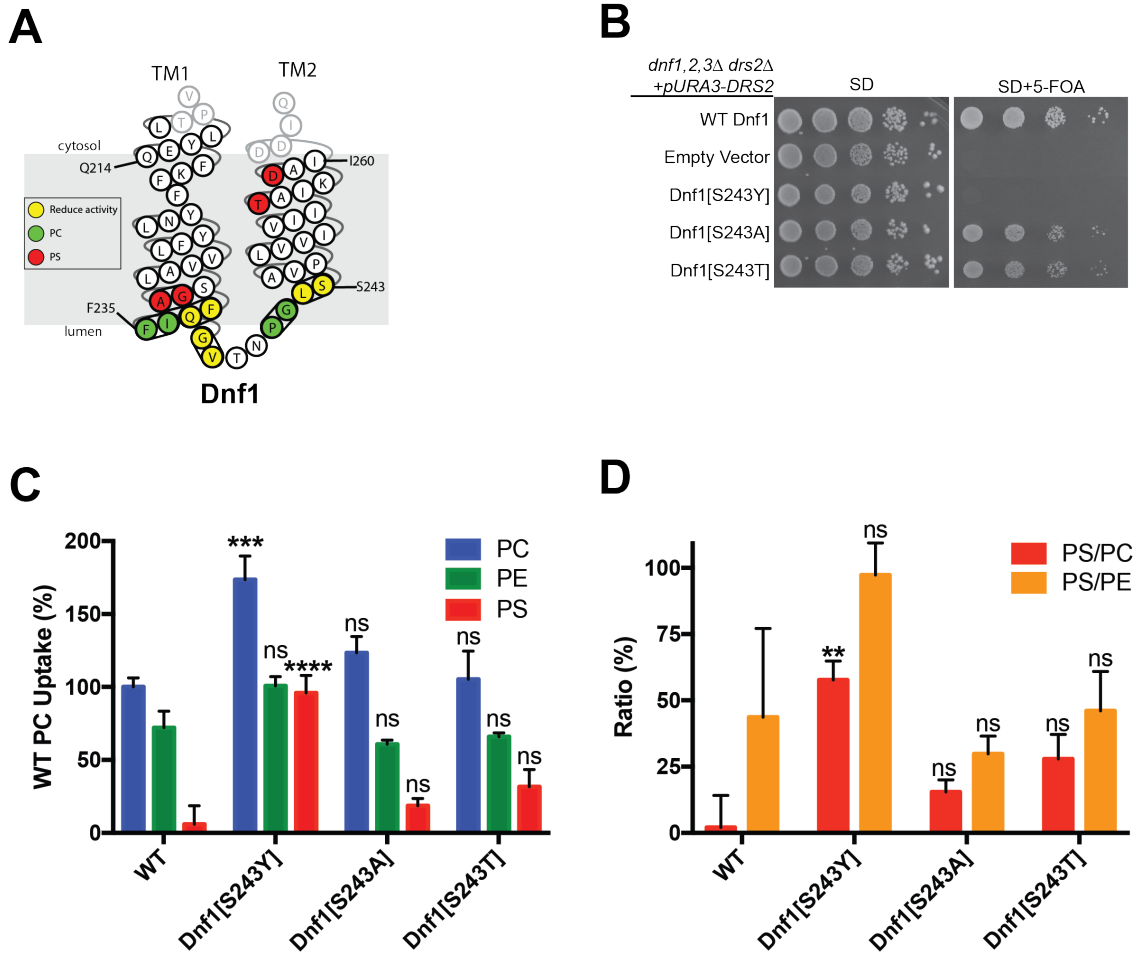 A
TM1
TM2
V
T
P
L
L
Q
E
Y
F
K
F
F
L
N
Y
L
F
Y
L
A
V
V
A
G
S
F
I
Q
F
G
V
T
N
P
G
L
S
A
V
P
L
V
V
I
V
I
I
T
A
I
K
D
A
I
D
D
I
Q
cytosol
Q214
I260
Reduce activity
PC
PS
F235
S243
lumen
Dnf1
B
dnf1,2,3Δ drs2Δ
+pURA3-DRS2
SD
SD+5-FOA
WT Dnf1
Empty Vector
Dnf1[S243Y]
Dnf1[S243A]
Dnf1[S243T]
C
WT PC Uptake (%)
200
150
100
50
0
***
ns
****
ns
ns
ns
ns
ns
ns
PC
PE
PS
WT
Dnf1[S243Y]
Dnf1[S243A]
Dnf1[S243T]
D
Ratio (%)
100
75
50
25
0
**
ns
ns
ns
ns
ns
PS/PC
PS/PE
WT
Dnf1[S243Y]
Dnf1[S243A]
Dnf1[S243T]